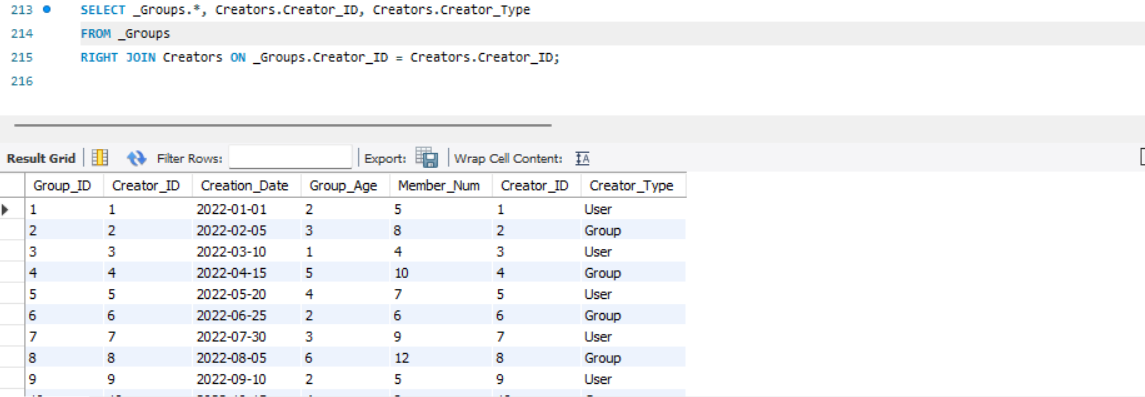 213 SELECT _Groups.*, Creators.Creator_ID, Creators.Creator_Type
214 FROM _Groups
215 RIGHT JOIN Creators ON _Groups.Creator_ID = Creators.Creator_ID;
216
Result Grid Filter Rows: Export: Wrap Cell Content:
Group_ID Creator_ID Creation_Date Group_Age Member_Num Creator_ID Creator_Type
1 1 2022-01-01 2 5 1 User
2 2 2022-02-05 3 8 2 Group
3 3 2022-03-10 1 4 3 User
4 4 2022-04-15 5 10 4 Group
5 5 2022-05-20 4 7 5 User
6 6 2022-06-25 2 6 6 Group
7 7 2022-07-30 3 9 7 User
8 8 2022-08-05 6 12 8 Group
9 9 2022-09-10 2 5 9 User